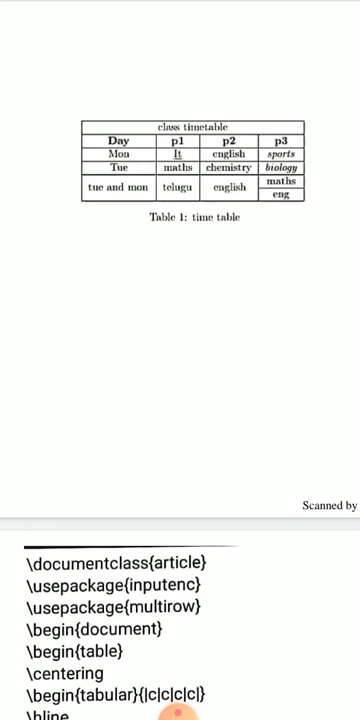 class timetable
Day p1 p2 p3
Mon It english sports
Tue maths chemistry biology
tue and mon telugu english maths
eng
Table 1: time table
Scanned by
\documentclass{article}
\usepackage{inputenc}
\usepackage{multirow}
\begin{document}
\begin{table}
\centering
\begin{tabular}{|c|c|c|c|}
\hline